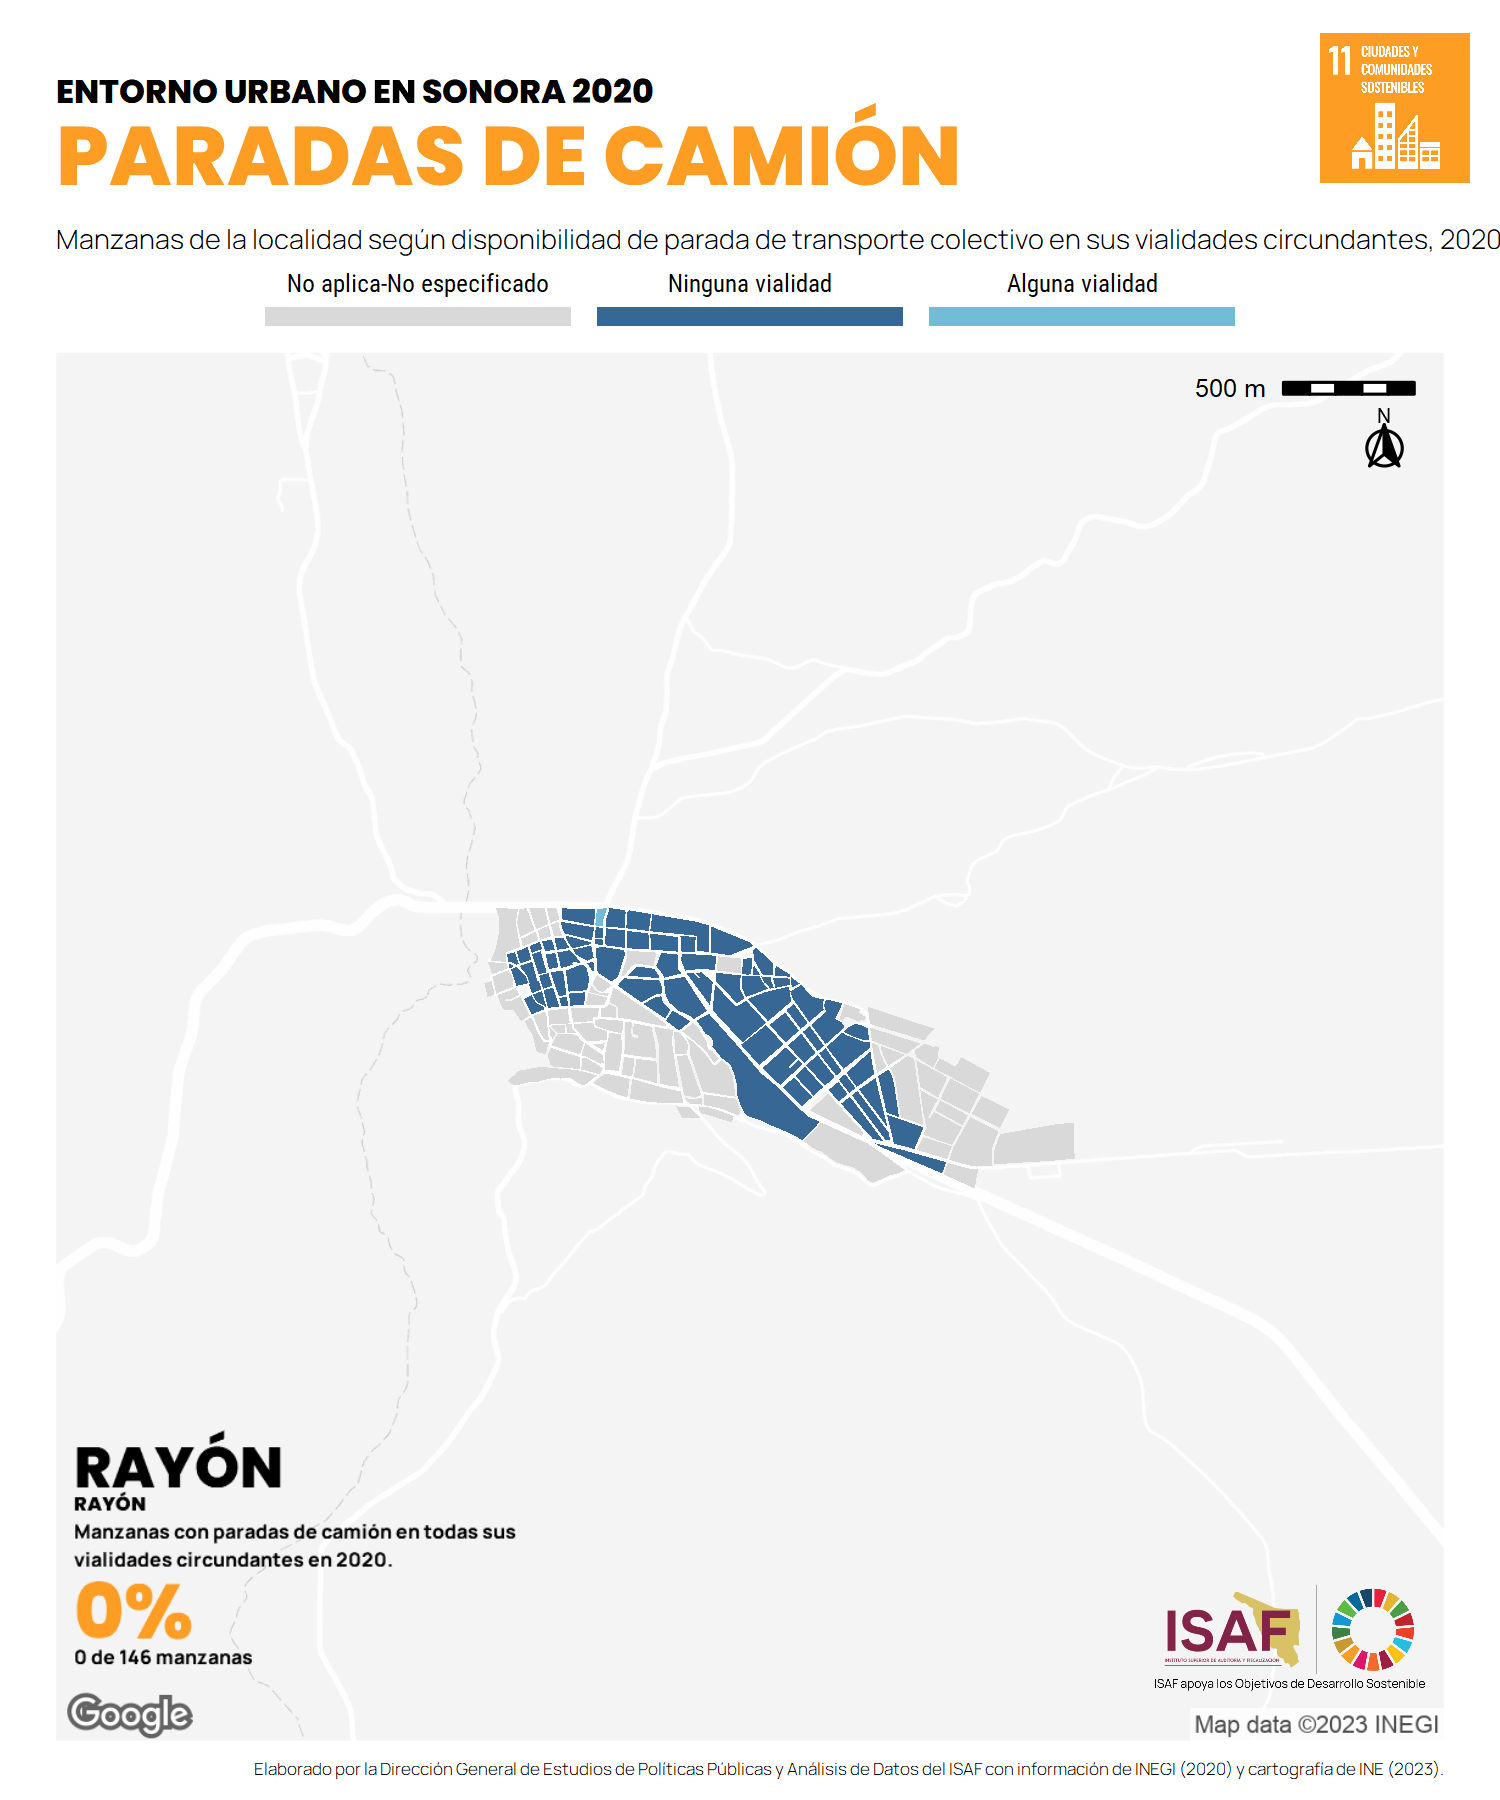 ENTORNO URBANO EN SONORA 2020
PARADAS DE CAMIÓN
11 CIUDADES Y
COMUNIDADES
SOSTENIBLES
Manzanas de la localidad según disponibilidad de parada de transporte colectivo en sus vialidades circundantes, 2020
No aplica-No especificado
Ninguna vialidad
Alguna vialidad
500 m
N
RAYÓN
RAYÓN
Manzanas con paradas de camión en todas sus
vialidades circundantes en 2020.
0%
0 de 146 manzanas
Google
ISAF
INSTITUTO SUPERIOR DE AUDITORÍA Y FISCALIZACIÓN
ISAF apoya los Objetivos de Desarrollo Sostenible
Map data ©2023 INEGI
Elaborado por la Dirección General de Estudios de Políticas Públicas y Análisis de Datos del ISAF con información de INEGI (2020) y cartografía de INE (2023).